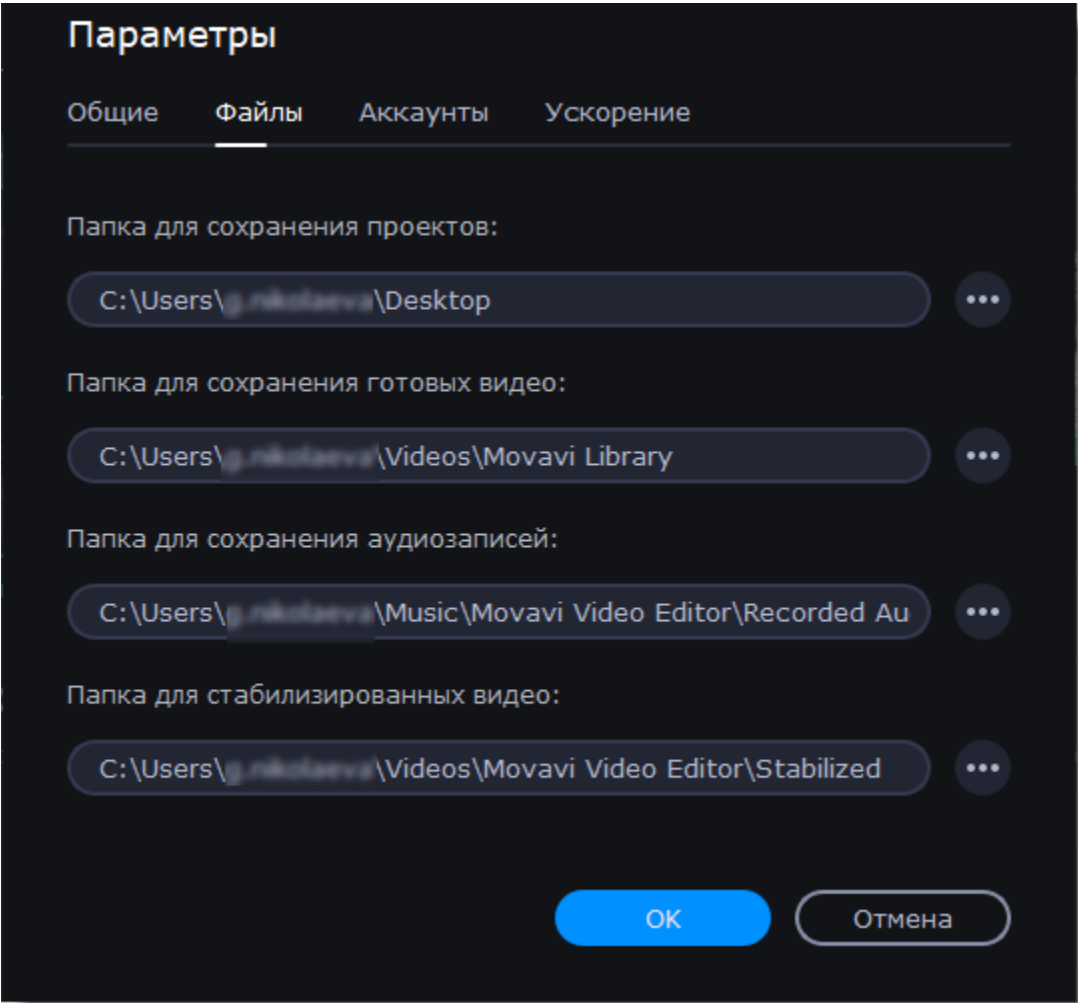 Параметры
Общие Файлы Аккаунты Ускорение
Папка для сохранения проектов:
C:\Users\ \Desktop
Папка для сохранения готовых видео:
C:\Users\ \Videos\Movavi Library
Папка для сохранения аудиозаписей:
C:\Users\ \Music\Movavi Video Editor\Recorded Au
Папка для стабилизированных видео:
C:\Users\ \Videos\Movavi Video Editor\Stabilized
OK Отмена